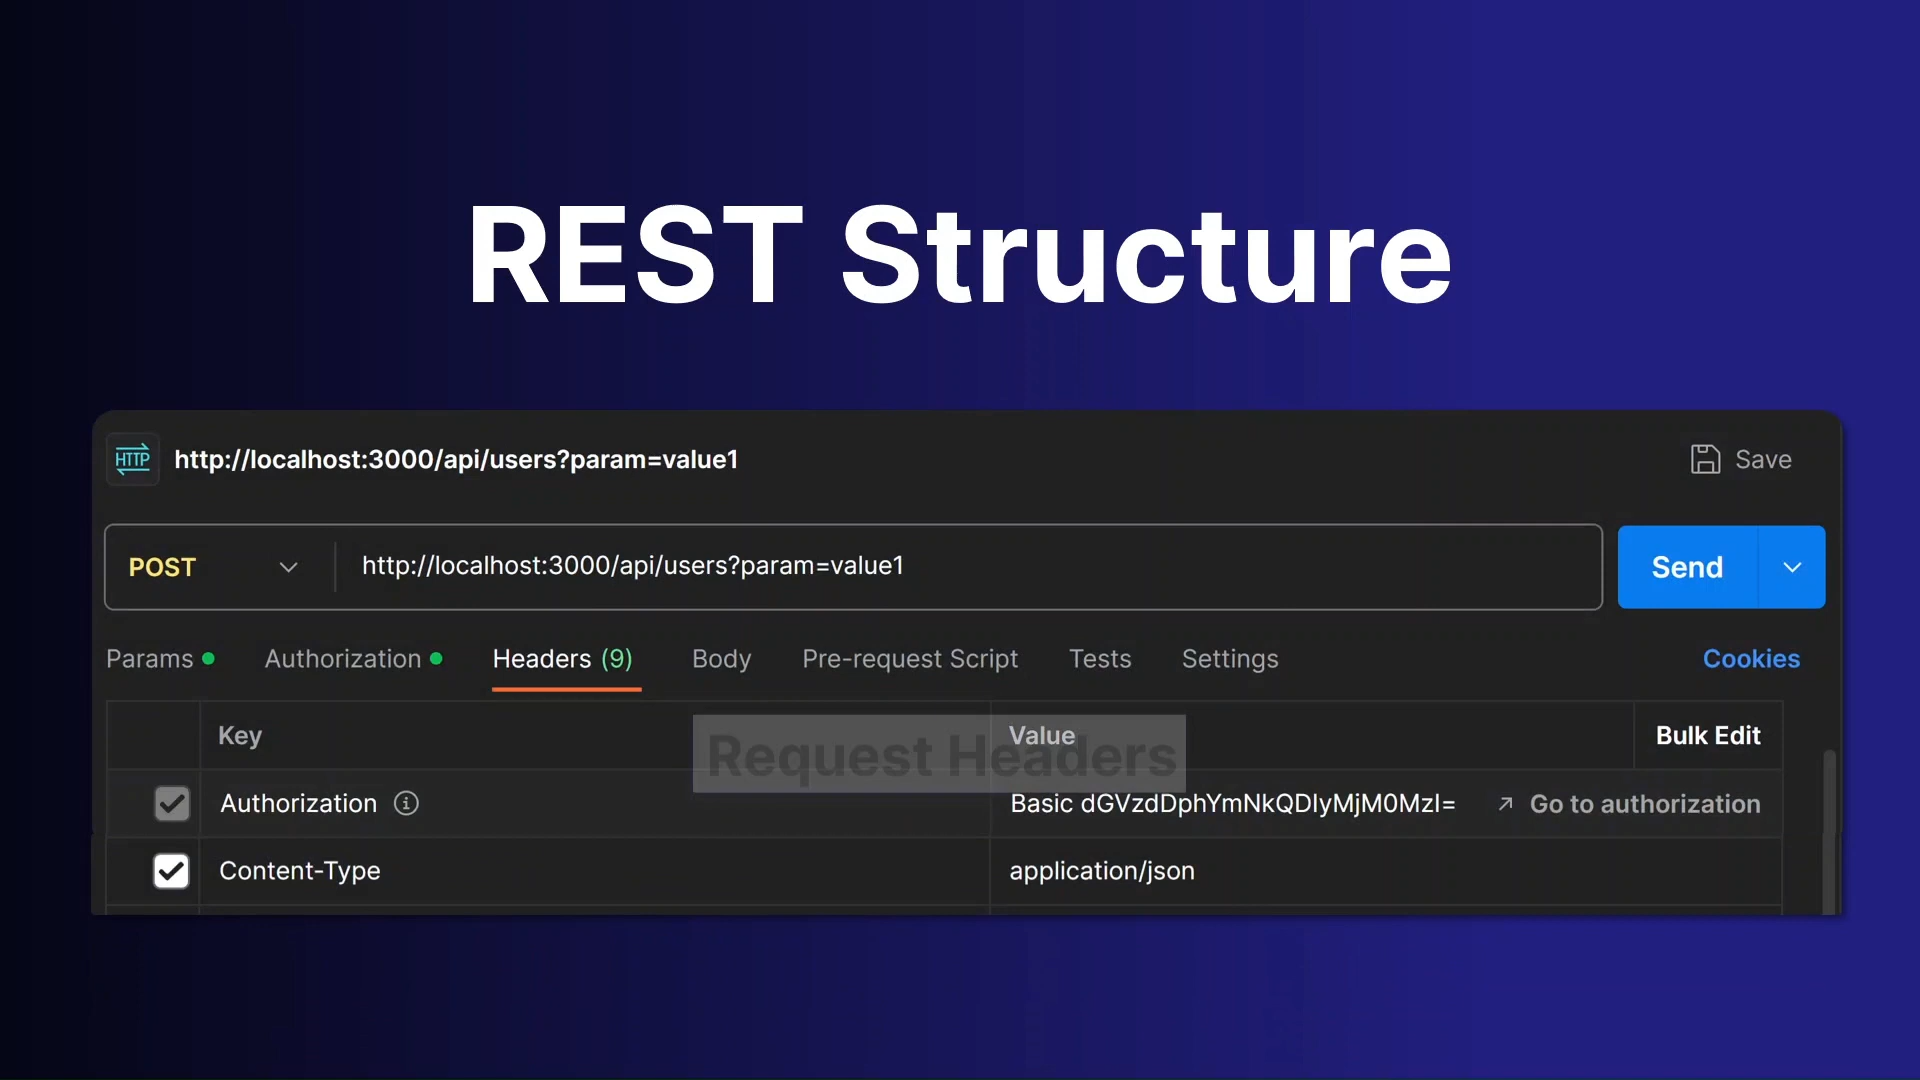 REST Structure
HTTP http://localhost:3000/api/users?param=value1 Save
POST http://localhost:3000/api/users?param=value1 Send
Params Authorization Headers (9) Body Pre-request Script Tests Settings Cookies
Key Value Bulk Edit
Request Headers
Authorization Basic dGVzdDphYmNkQDIyMjM0MzI= Go to authorization
Content-Type application/json